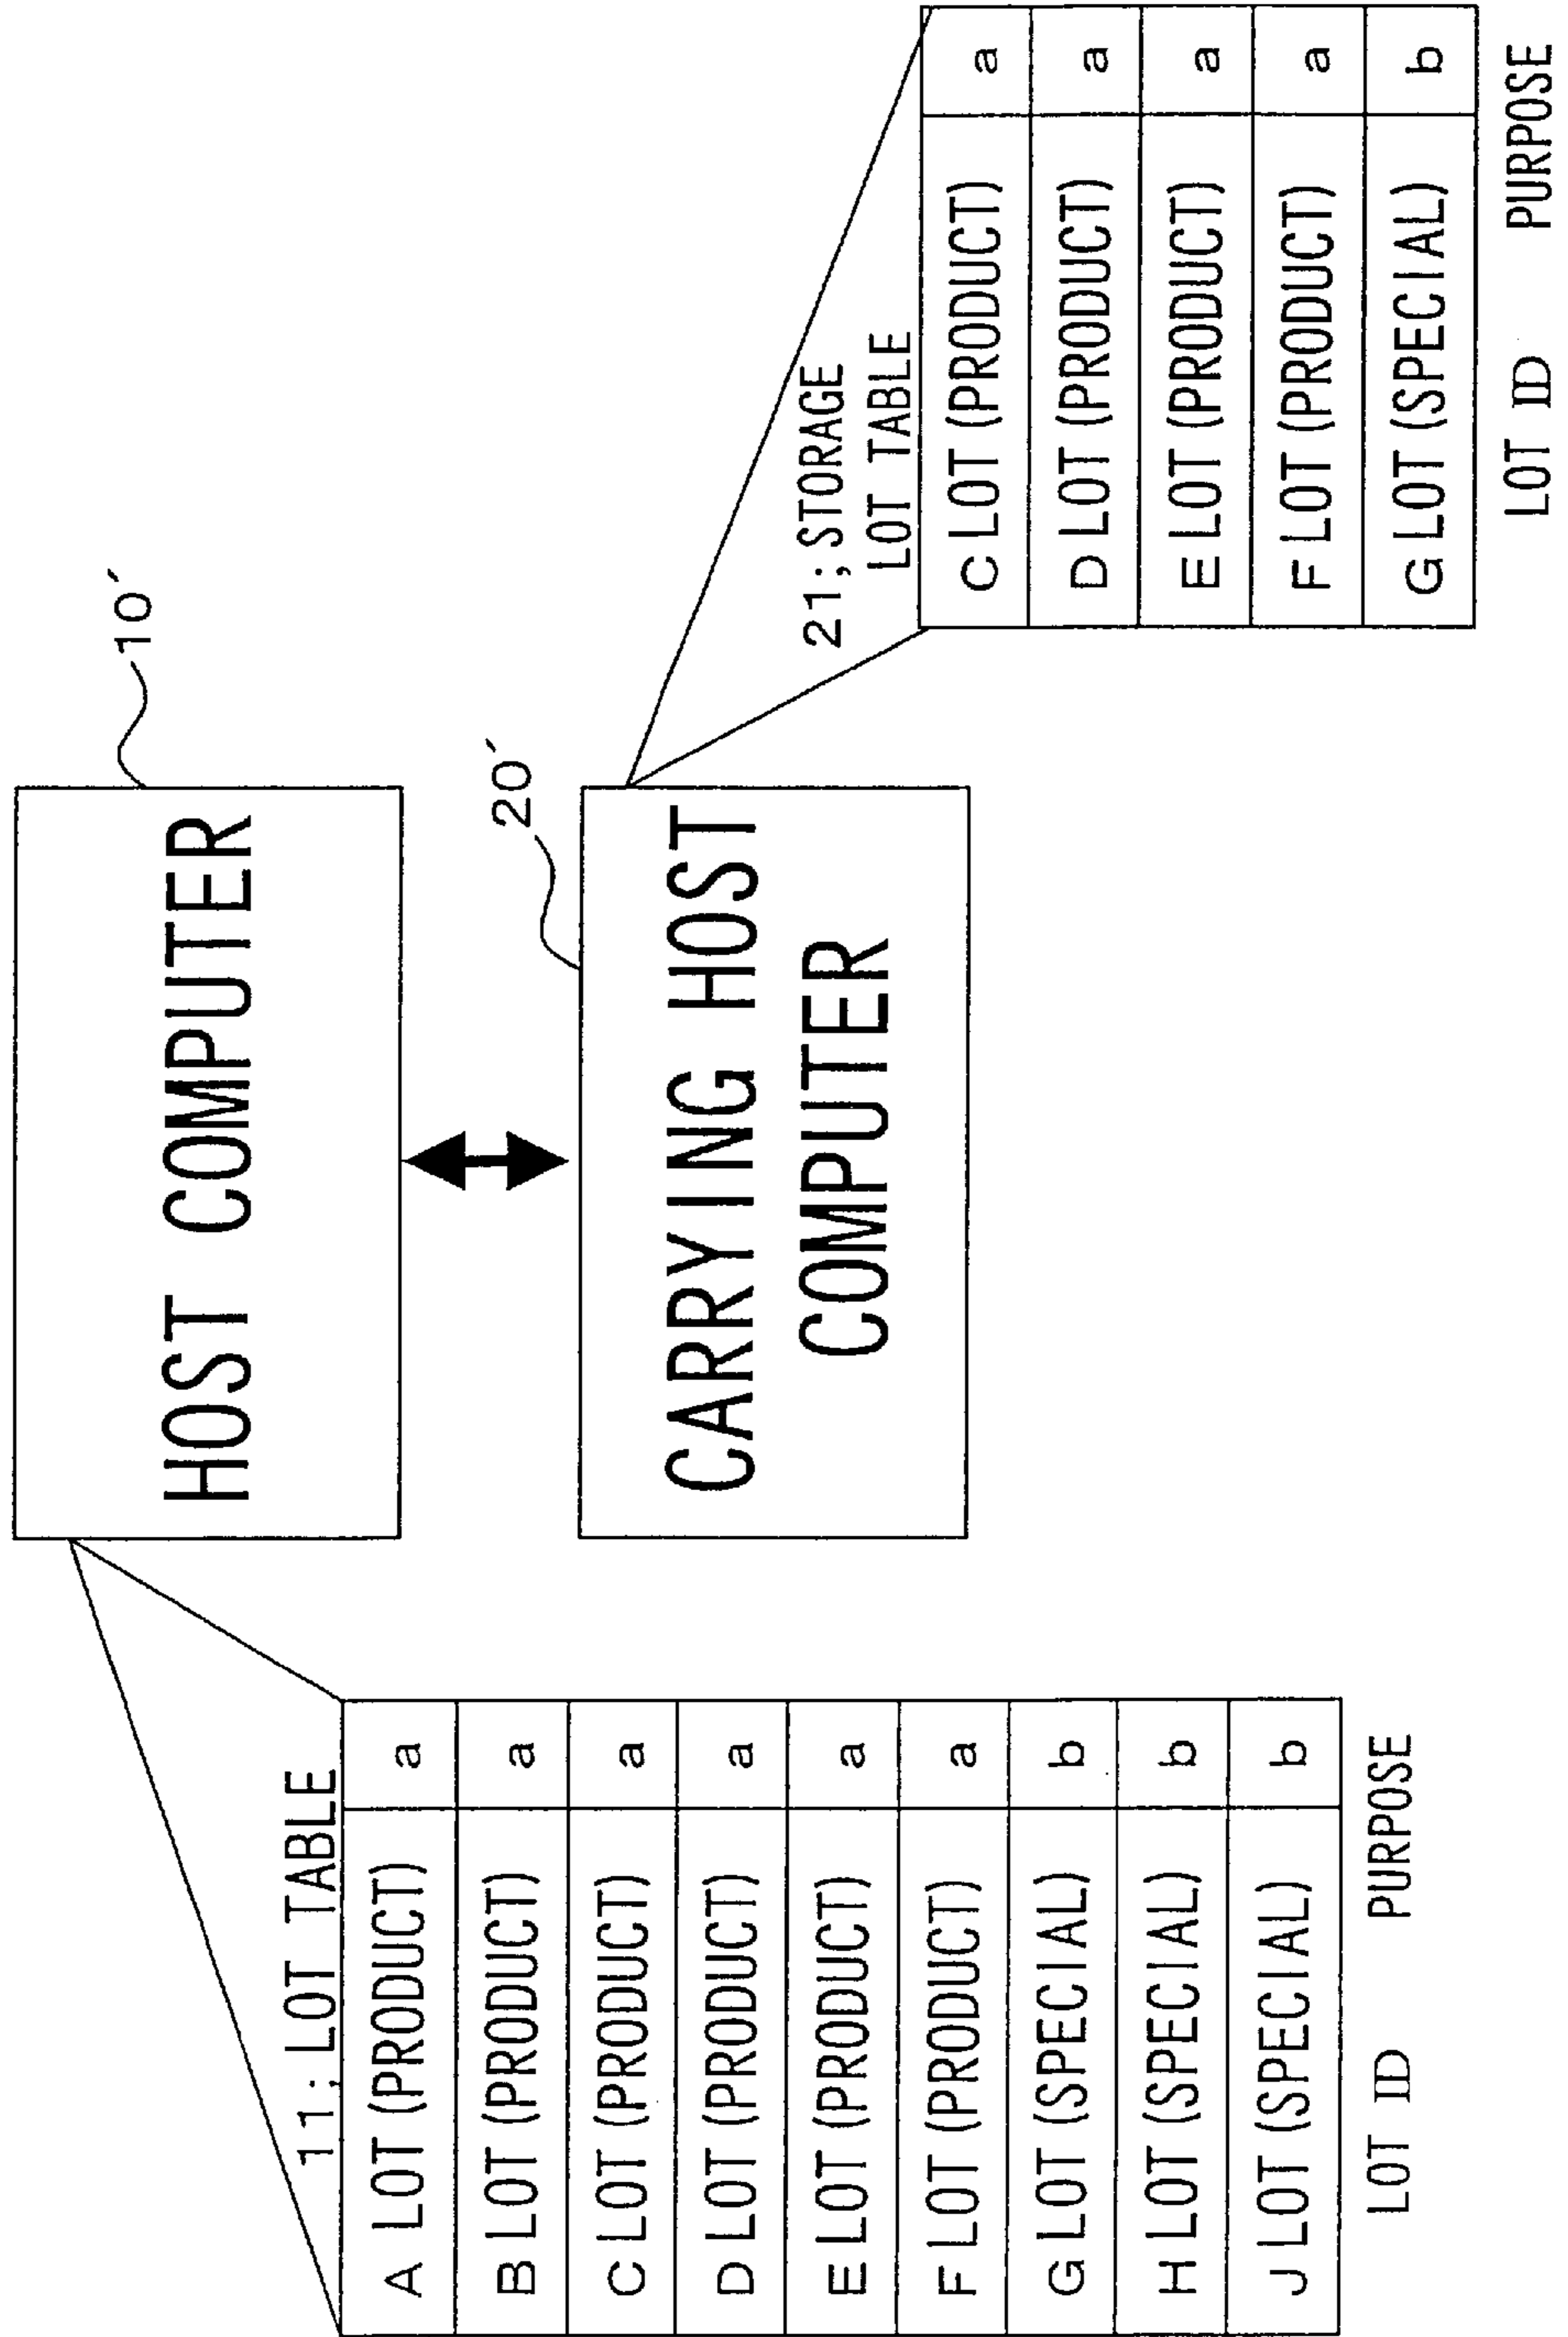 HOST COMPUTER
10´
20´
CARRYING HOST
COMPUTER
11; LOT TABLE
A LOT (PRODUCT) a
B LOT (PRODUCT) a
C LOT (PRODUCT) a
D LOT (PRODUCT) a
E LOT (PRODUCT) a
F LOT (PRODUCT) a
G LOT (SPECIAL) b
H LOT (SPECIAL) b
J LOT (SPECIAL) b
LOT ID PURPOSE
21; STORAGE
LOT TABLE
C LOT (PRODUCT) a
D LOT (PRODUCT) a
E LOT (PRODUCT) a
F LOT (PRODUCT) a
G LOT (SPECIAL) b
LOT ID PURPOSE